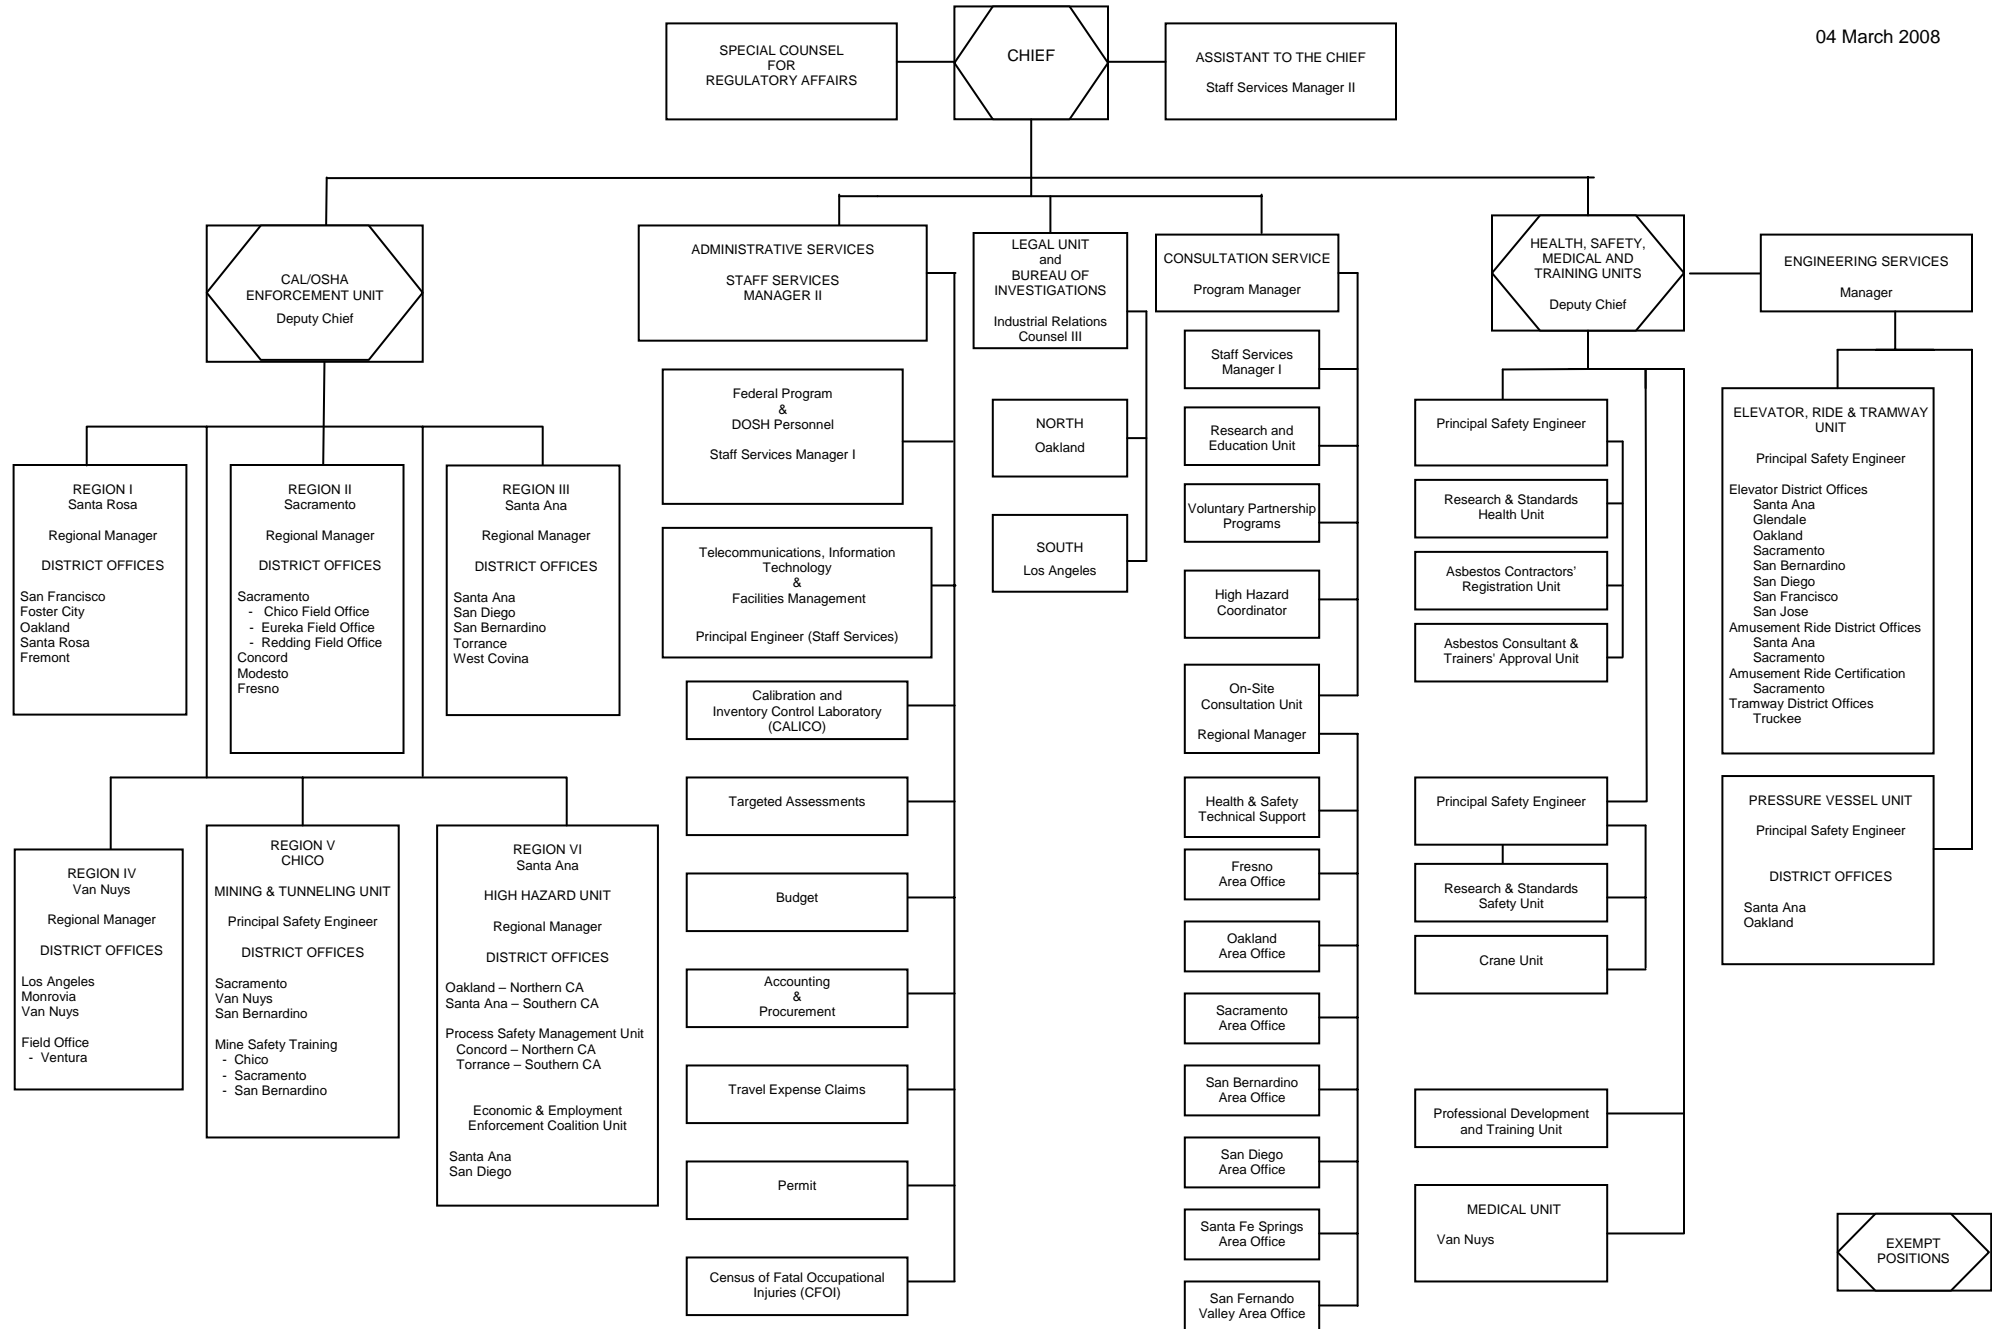 04 March 2008
SPECIAL COUNSEL
FOR
REGULATORY AFFAIRS
CHIEF
ASSISTANT TO THE CHIEF
Staff Services Manager II
CAL/OSHA
ENFORCEMENT UNIT
Deputy Chief
REGION I
Santa Rosa
Regional Manager
DISTRICT OFFICES
San Francisco
Foster City
Oakland
Santa Rosa
Fremont
REGION II
Sacramento
Regional Manager
DISTRICT OFFICES
Sacramento
- Chico Field Office
- Eureka Field Office
- Redding Field Office
Concord
Modesto
Fresno
REGION III
Santa Ana
Regional Manager
DISTRICT OFFICES
Santa Ana
San Diego
San Bernardino
Torrance
West Covina
REGION IV
Van Nuys
Regional Manager
DISTRICT OFFICES
Los Angeles
Monrovia
Van Nuys
Field Office
- Ventura
REGION V
CHICO
MINING & TUNNELING UNIT
Principal Safety Engineer
DISTRICT OFFICES
Sacramento
Van Nuys
San Bernardino
Mine Safety Training
- Chico
- Sacramento
- San Bernardino
REGION VI
Santa Ana
HIGH HAZARD UNIT
Regional Manager
DISTRICT OFFICES
Oakland – Northern CA
Santa Ana – Southern CA
Process Safety Management Unit
Concord – Northern CA
Torrance – Southern CA
Economic & Employment
Enforcement Coalition Unit
Santa Ana
San Diego
ADMINISTRATIVE SERVICES
STAFF SERVICES
MANAGER II
Federal Program
&
DOSH Personnel
Staff Services Manager I
Telecommunications, Information
Technology
&
Facilities Management
Principal Engineer (Staff Services)
Calibration and
Inventory Control Laboratory
(CALICO)
Targeted Assessments
Budget
Accounting
&
Procurement
Travel Expense Claims
Permit
Census of Fatal Occupational
Injuries (CFOI)
LEGAL UNIT
and
BUREAU OF
INVESTIGATIONS
Industrial Relations
Counsel III
NORTH
Oakland
SOUTH
Los Angeles
CONSULTATION SERVICE
Program Manager
Staff Services
Manager I
Research and
Education Unit
Voluntary Partnership
Programs
High Hazard
Coordinator
On-Site
Consultation Unit
Regional Manager
Health & Safety
Technical Support
Fresno
Area Office
Oakland
Area Office
Sacramento
Area Office
San Bernardino
Area Office
San Diego
Area Office
Santa Fe Springs
Area Office
San Fernando
Valley Area Office
HEALTH, SAFETY,
MEDICAL AND
TRAINING UNITS
Deputy Chief
Principal Safety Engineer
Research & Standards
Health Unit
Asbestos Contractors'
Registration Unit
Asbestos Consultant &
Trainers' Approval Unit
Principal Safety Engineer
Research & Standards
Safety Unit
Crane Unit
Professional Development
and Training Unit
MEDICAL UNIT
Van Nuys
ENGINEERING SERVICES
Manager
ELEVATOR, RIDE & TRAMWAY
UNIT
Principal Safety Engineer
Elevator District Offices
Santa Ana
Glendale
Oakland
Sacramento
San Bernardino
San Diego
San Francisco
San Jose
Amusement Ride District Offices
Santa Ana
Sacramento
Amusement Ride Certification
Sacramento
Tramway District Offices
Truckee
PRESSURE VESSEL UNIT
Principal Safety Engineer
DISTRICT OFFICES
Santa Ana
Oakland
EXEMPT
POSITIONS